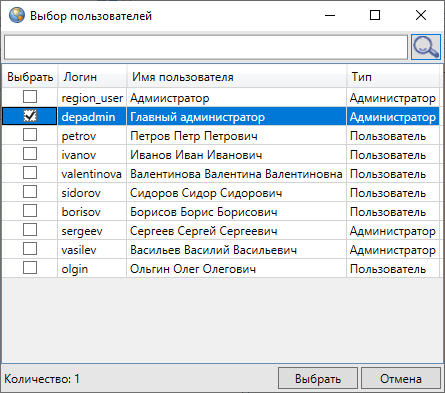 Выбор пользователей
Выбрать Логин Имя пользователя Тип
region_user Адмиистратор Администратор
depadmin Главный администратор Администратор
petrov Петров Петр Петрович Пользователь
ivanov Иванов Иван Иванович Пользователь
valentinova Валентинова Валентина Валентиновна Пользователь
sidorov Сидоров Сидор Сидорович Пользователь
borisov Борисов Борис Борисович Пользователь
sergeev Сергеев Сергей Сергеевич Администратор
vasilev Васильев Василий Васильевич Администратор
olgin Ольгин Олег Олегович Пользователь
Количество: 1 Выбрать Отмена